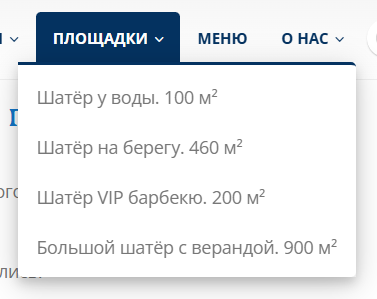 ПЛОЩАДКИ МЕНЮ О НАС
Шатёр у воды. 100 м²
Шатёр на берегу. 460 м²
Шатёр VIP барбекю. 200 м²
Большой шатёр с верандой. 900 м²